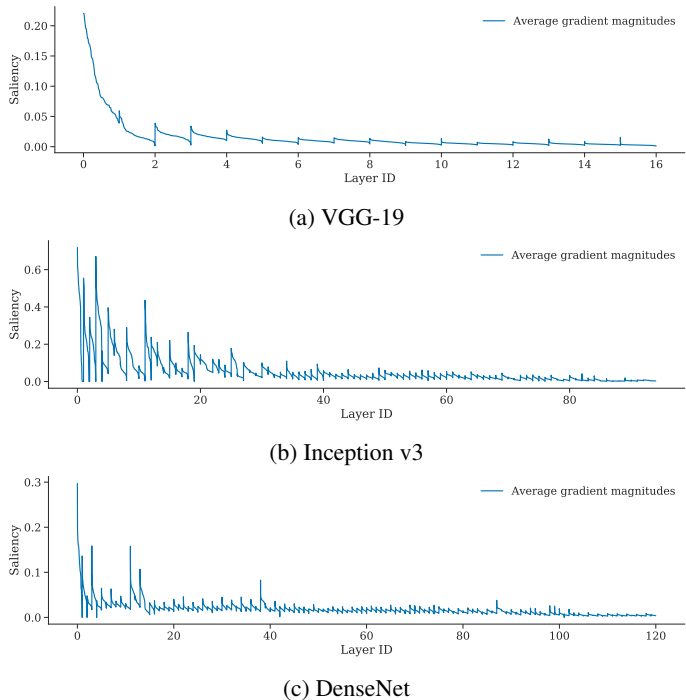 Average gradient magnitudes
0.20
0.15
0.10
0.05
0.00
Saliency
0 2 4 6 8 10 12 14 16
Layer ID
(a) VGG-19
Average gradient magnitudes
0.6
0.4
0.2
0.0
Saliency
0 20 40 60 80
Layer ID
(b) Inception v3
0.3
Average gradient magnitudes
0.2
0.1
0.0
Saliency
0 20 40 60 80 100 120
Layer ID
(c) DenseNet